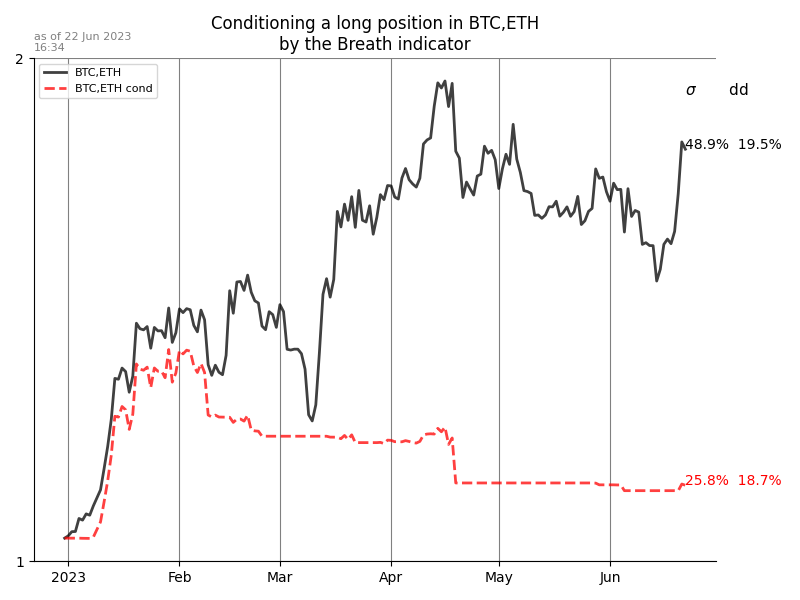 Conditioning a long position in BTC,ETH
by the Breath indicator
as of 22 Jun 2023
16:34
2
BTC,ETH
BTC,ETH cond
σ dd
48.9% 19.5%
25.8% 18.7%
1
2023 Feb Mar Apr May Jun